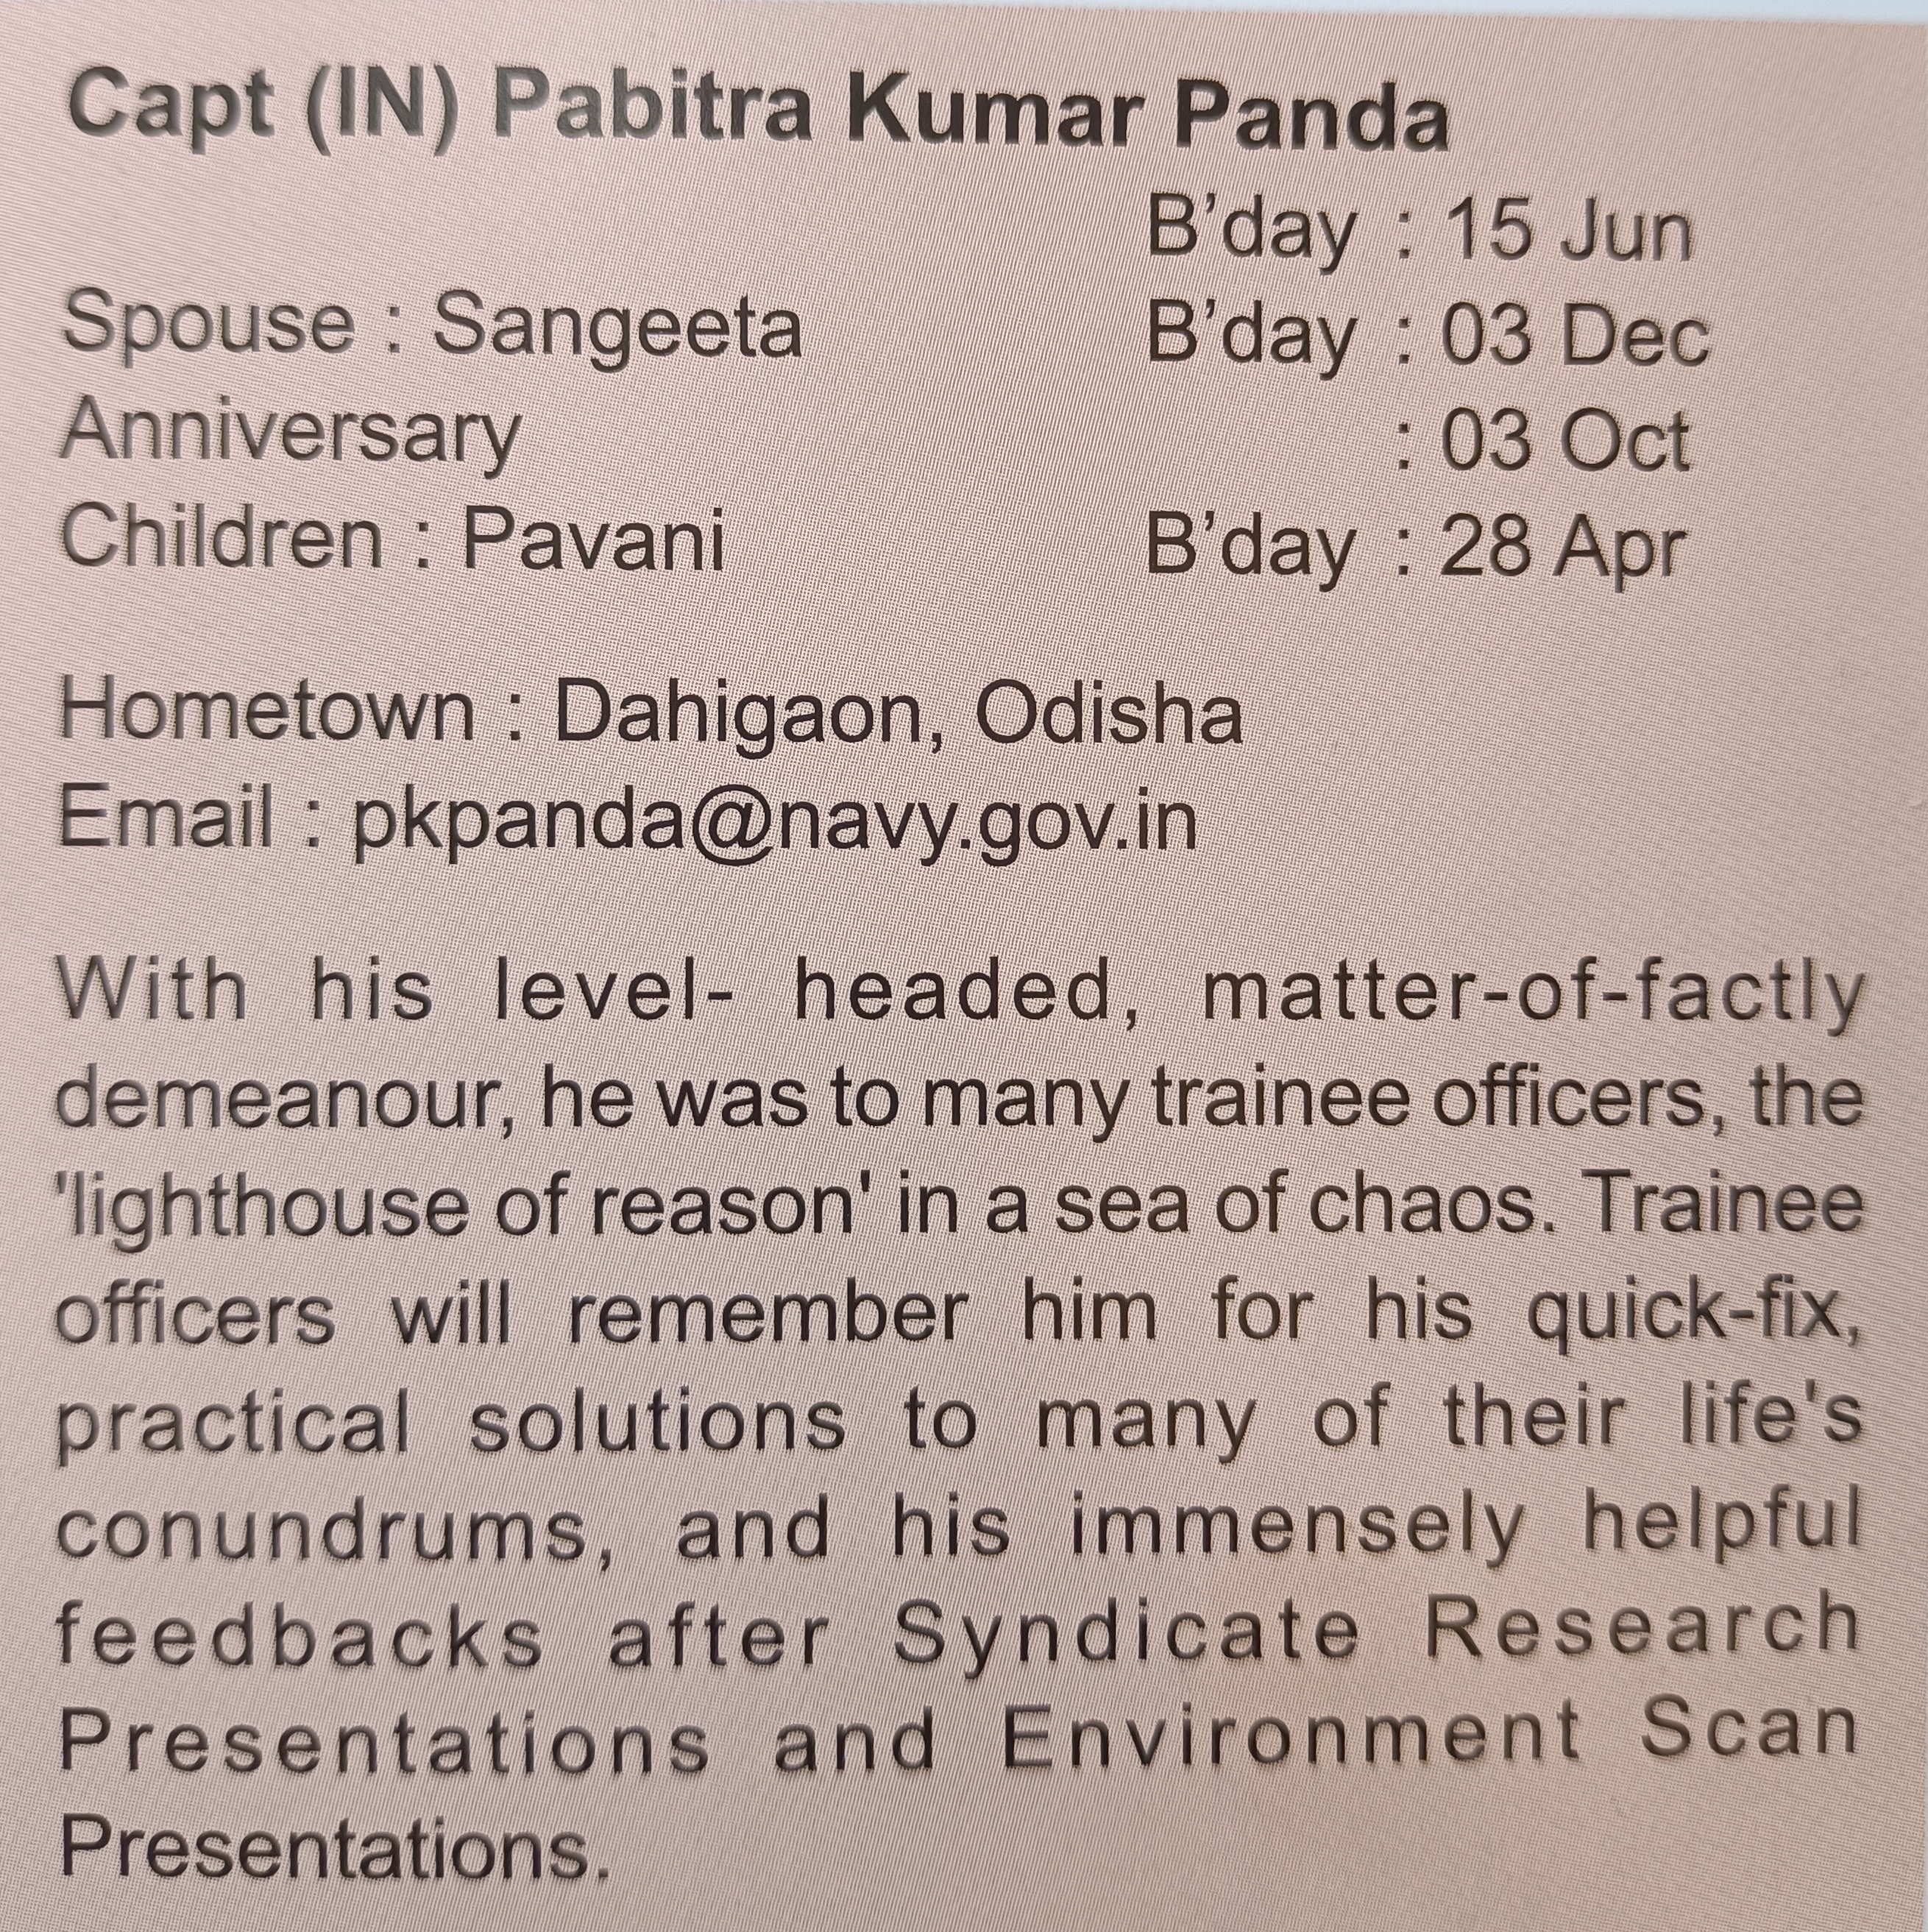 Capt (IN) Pabitra Kumar Panda
B’day : 15 Jun
Spouse : Sangeeta B’day : 03 Dec
Anniversary : 03 Oct
Children : Pavani B’day : 28 Apr
Hometown : Dahigaon, Odisha
Email : pkpanda@navy.gov.in
With his level- headed, matter-of-factly
demeanour, he was to many trainee officers, the
'lighthouse of reason' in a sea of chaos. Trainee
officers will remember him for his quick-fix,
practical solutions to many of their life's
conundrums, and his immensely helpful
feedbacks after Syndicate Research
Presentations and Environment Scan
Presentations.